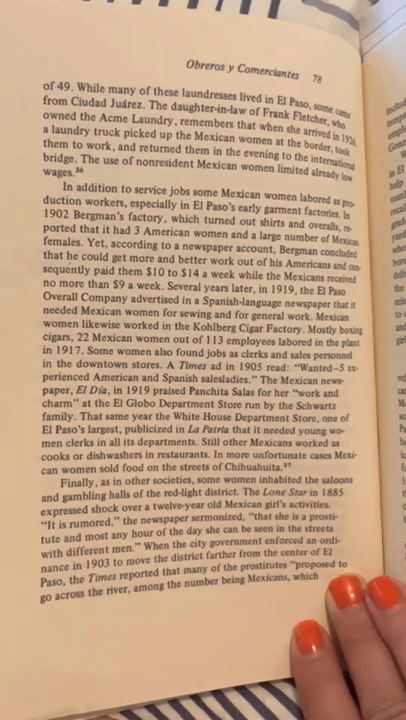 Obreros y Comerciantes 78
of 49. While many of these laundresses lived in El Paso, some came
from Ciudad Juárez. The daughter-in-law of Frank Fletcher, who
owned the Acme Laundry, remembers that when she arrived in 1926,
a laundry truck picked up the Mexican women at the border, took
them to work, and returned them in the evening to the international
bridge. The use of nonresident Mexican women limited already low
wages.³⁶
In addition to service jobs some Mexican women labored as pro-
duction workers, especially in El Paso's early garment factories. In
1902 Bergman's factory, which turned out shirts and overalls, re-
ported that it had 3 American women and a large number of Mexican
females. Yet, according to a newspaper account, Bergman concluded
that he could get more and better work out of his Americans and con-
sequently paid them $10 to $14 a week while the Mexicans received
no more than $9 a week. Several years later, in 1919, the El Paso
Overall Company advertised in a Spanish-language newspaper that it
needed Mexican women for sewing and for general work. Mexican
women likewise worked in the Kohlberg Cigar Factory. Mostly boxing
cigars, 22 Mexican women out of 113 employees labored in the plant
in 1917. Some women also found jobs as clerks and sales personnel
in the downtown stores. A Times ad in 1905 read: "Wanted—5 ex-
perienced American and Spanish salesladies." The Mexican news-
paper, El Día, in 1919 praised Panchita Salas for her "work and
charm" at the El Globo Department Store run by the Schwartz
family. That same year the White House Department Store, one of
El Paso's largest, publicized in La Patria that it needed young wo-
men clerks in all its departments. Still other Mexicans worked as
cooks or dishwashers in restaurants. In more unfortunate cases Mexi-
can women sold food on the streets of Chihuahuita.³⁷
Finally, as in other societies, some women inhabited the saloons
and gambling halls of the red-light district. The Lone Star in 1885
expressed shock over a twelve-year old Mexican girl's activities.
"It is rumored," the newspaper sermonized, "that she is a prosti-
tute and most any hour of the day she can be seen in the streets
with different men." When the city government enforced an ordi-
nance in 1903 to move the district farther from the center of El
Paso, the Times reported that many of the prostitutes "proposed to
go across the river, among the number being Mexicans, which